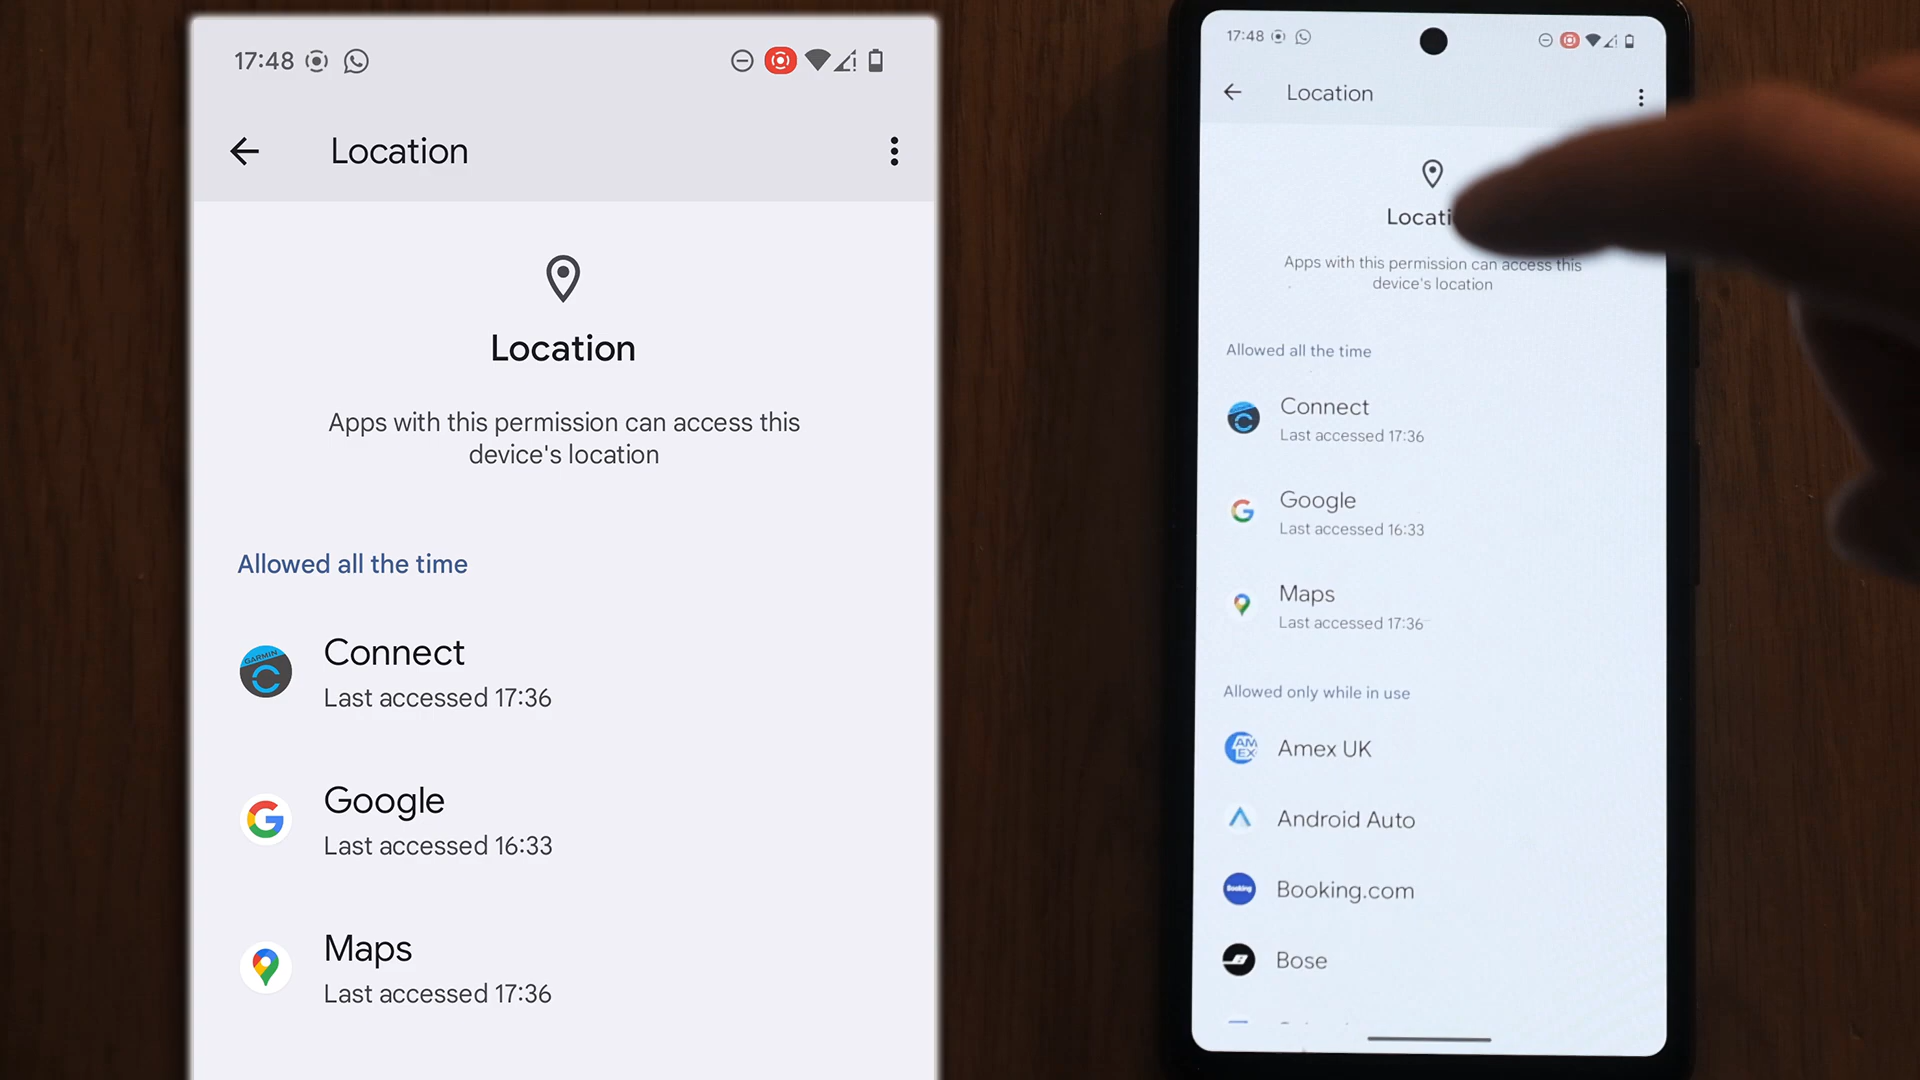 17:48
Location
Location
Apps with this permission can access this
device's location
Allowed all the time
GARMIN
Connect
Last accessed 17:36
Google
Last accessed 16:33
Maps
Last accessed 17:36
17:48
Location
Locati
Apps with this permission can access this
device's location
Allowed all the time
Connect
Last accessed 17:36
Google
Last accessed 16:33
Maps
Last accessed 17:36
Allowed only while in use
AM
EX
Amex UK
Android Auto
Booking
Booking.com
Bose